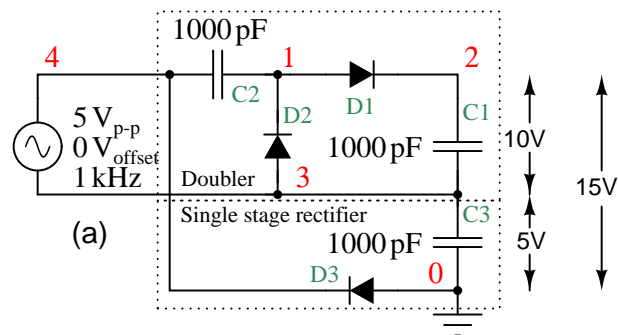 1000 pF
4
1
2
C2
D1
D2
C1
5 Vp-p
0 Voffset
1 kHz
1000 pF
10V
15V
Doubler
3
Single stage rectifier
C3
(a)
1000 pF
5V
D3
0